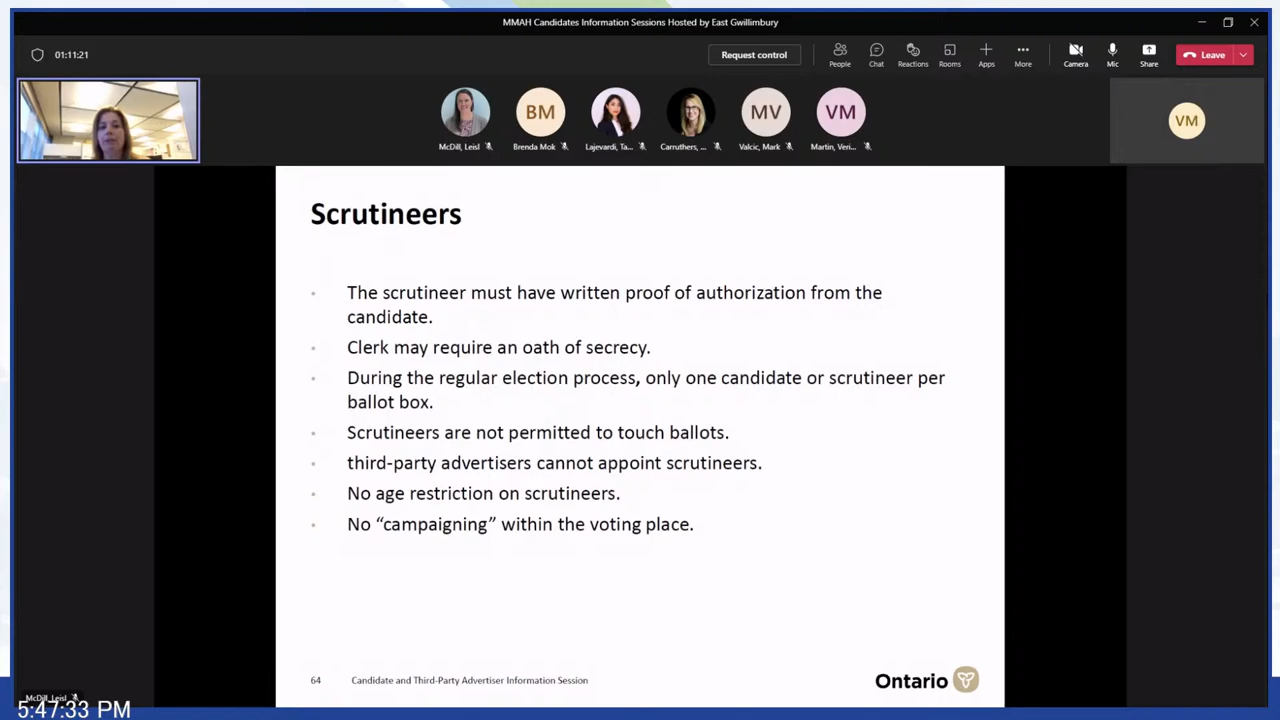 MMAH Candidates Information Sessions Hosted by East Gwillimbury
01:11:21
Request control
People
Chat
Reactions
Rooms
Apps
More
Camera
Mic
Share
Leave
BM
MV
VM
VM
McDill, Leisl
Brenda Mok
Lajevardi, Ta...
Carruthers, ...
Valcic, Mark
Martin, Veri...
Scrutineers
• The scrutineer must have written proof of authorization from the
candidate.
• Clerk may require an oath of secrecy.
• During the regular election process, only one candidate or scrutineer per
ballot box.
• Scrutineers are not permitted to touch ballots.
• third-party advertisers cannot appoint scrutineers.
• No age restriction on scrutineers.
• No “campaigning” within the voting place.
64 Candidate and Third-Party Advertiser Information Session
Ontario
McDill, Leisl
5:47:33 PM